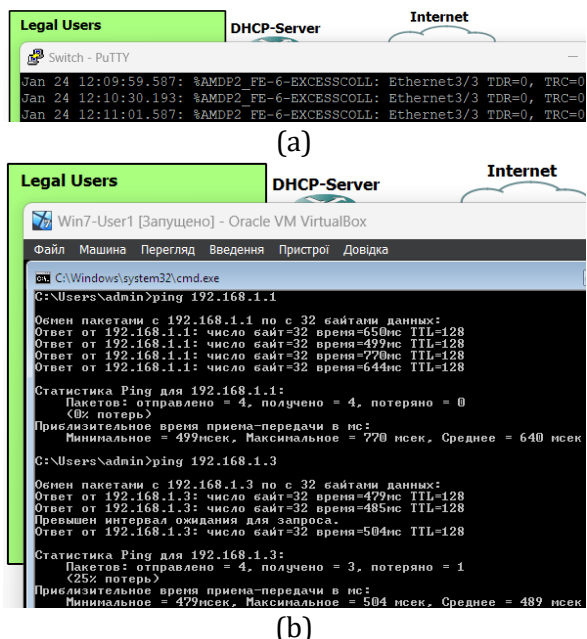 Legal Users
DHCP-Server
Internet
Switch - PuTTY
Jan 24 12:09:59.587: %AMDP2_FE-6-EXCESSCOLL: Ethernet3/3 TDR=0, TRC=0
Jan 24 12:10:30.193: %AMDP2_FE-6-EXCESSCOLL: Ethernet3/3 TDR=0, TRC=0
Jan 24 12:11:01.587: %AMDP2_FE-6-EXCESSCOLL: Ethernet3/3 TDR=0, TRC=0
(a)
Legal Users
DHCP-Server
Internet
Win7-User1 [Запущено] - Oracle VM VirtualBox
Файл Машина Перегляд Введення Пристрої Довідка
C:\Windows\system32\cmd.exe
C:\Users\admin>ping 192.168.1.1
Обмен пакетами с 192.168.1.1 по с 32 байтами данных:
Ответ от 192.168.1.1: число байт=32 время=650мс TTL=128
Ответ от 192.168.1.1: число байт=32 время=499мс TTL=128
Ответ от 192.168.1.1: число байт=32 время=770мс TTL=128
Ответ от 192.168.1.1: число байт=32 время=644мс TTL=128
Статистика Ping для 192.168.1.1:
Пакетов: отправлено = 4, получено = 4, потеряно = 0
(0% потерь)
Приблизительное время приема-передачи в мс:
Минимальное = 499мсек, Максимальное = 770 мсек, Среднее = 640 мсек
C:\Users\admin>ping 192.168.1.3
Обмен пакетами с 192.168.1.3 по с 32 байтами данных:
Ответ от 192.168.1.3: число байт=32 время=479мс TTL=128
Ответ от 192.168.1.3: число байт=32 время=485мс TTL=128
Превышен интервал ожидания для запроса.
Ответ от 192.168.1.3: число байт=32 время=504мс TTL=128
Статистика Ping для 192.168.1.3:
Пакетов: отправлено = 4, получено = 3, потеряно = 1
(25% потерь)
Приблизительное время приема-передачи в мс:
Минимальное = 479мсек, Максимальное = 504 мсек, Среднее = 489 мсек
(b)